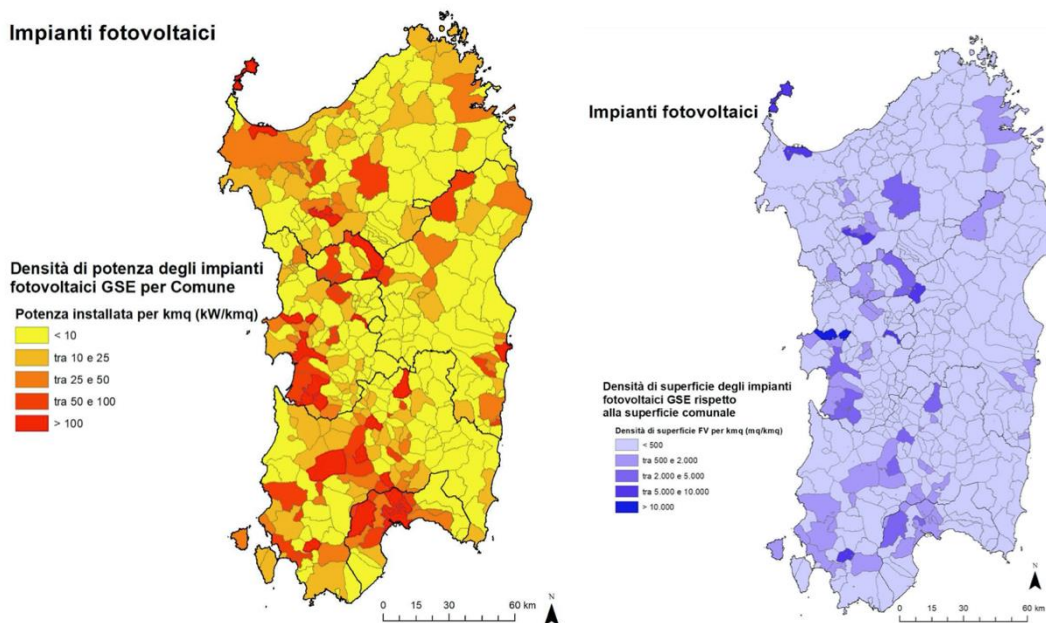 Impianti fotovoltaici
Densità di potenza degli impianti
fotovoltaici GSE per Comune
Potenza installata per kmq (kW/kmq)
< 10
tra 10 e 25
tra 25 e 50
tra 50 e 100
> 100
0 15 30 60 km
N
Impianti fotovoltaici
Densità di superficie degli impianti
fotovoltaici GSE rispetto
alla superficie comunale
Densità di superficie FV per kmq (mq/kmq)
< 500
tra 500 e 2.000
tra 2.000 e 5.000
tra 5.000 e 10.000
> 10.000
0 15 30 60 km
N